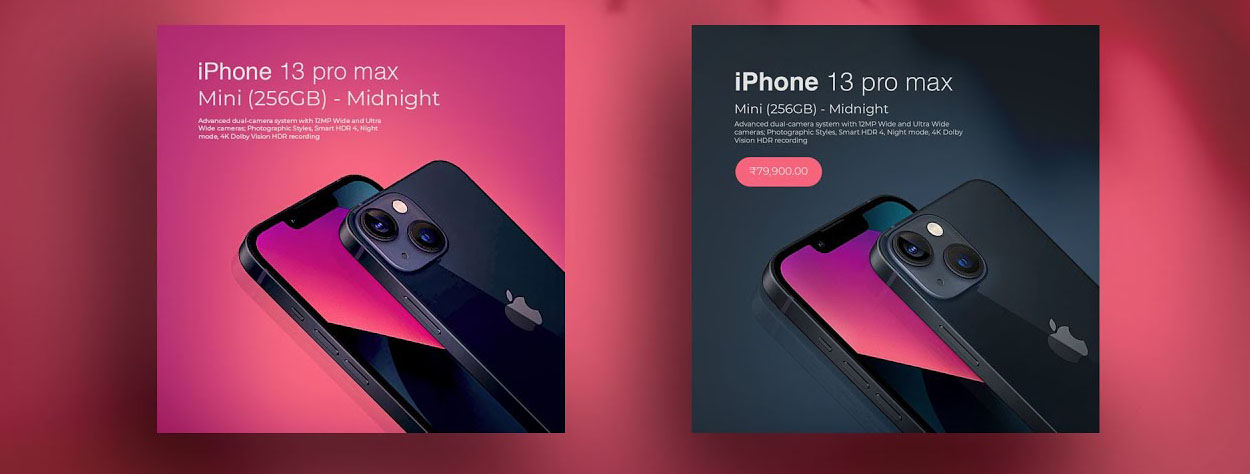 iPhone 13 pro max
Mini (256GB) - Midnight
Advanced dual-camera system with 12MP Wide and Ultra
Wide cameras; Photographic Styles, Smart HDR 4, Night
mode, 4K Dolby Vision HDR recording
iPhone 13 pro max
Mini (256GB) - Midnight
Advanced dual-camera system with 12MP Wide and Ultra Wide
cameras; Photographic Styles, Smart HDR 4, Night mode, 4K Dolby
Vision HDR recording
₹79,900.00